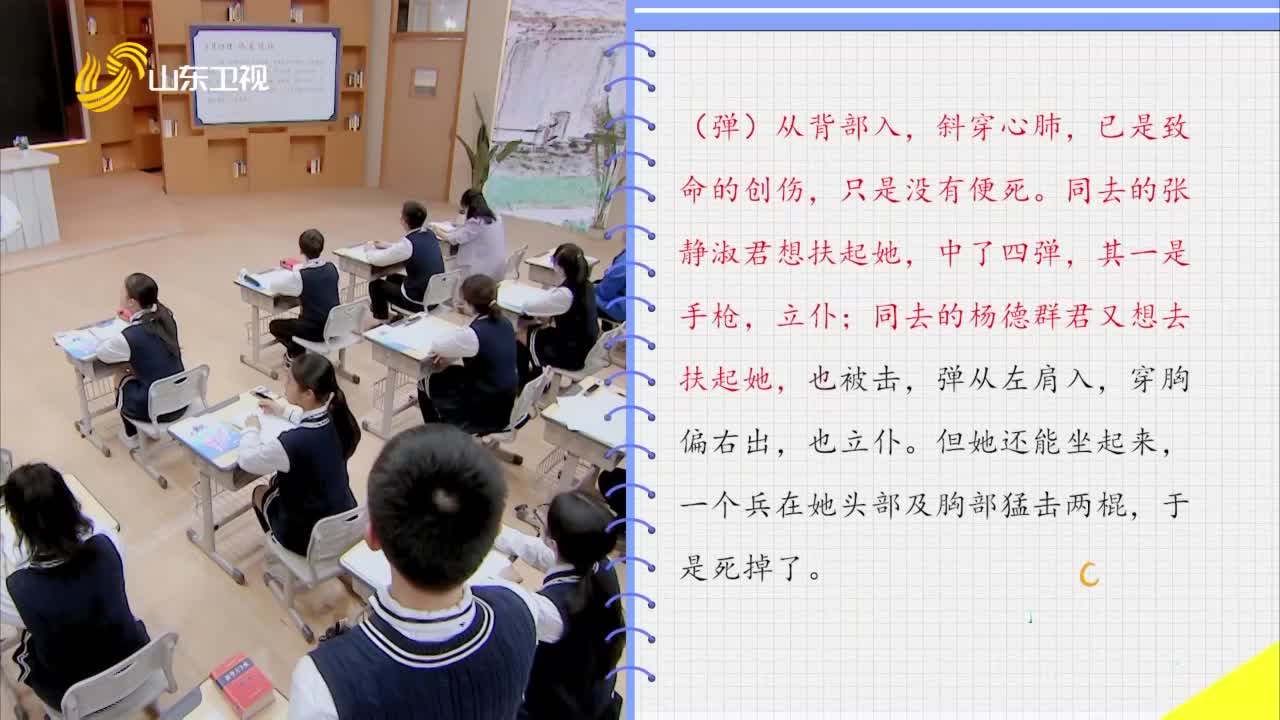 山东卫视
（弹）从背部入，斜穿心肺，已是致
命的创伤，只是没有便死。同去的张
静淑君想扶起她，中了四弹，其一是
手枪，立仆；同去的杨德群君又想去
扶起她，也被击，弹从左肩入，穿胸
偏右出，也立仆。但她还能坐起来，
一个兵在她头部及胸部猛击两棍，于
是死掉了。